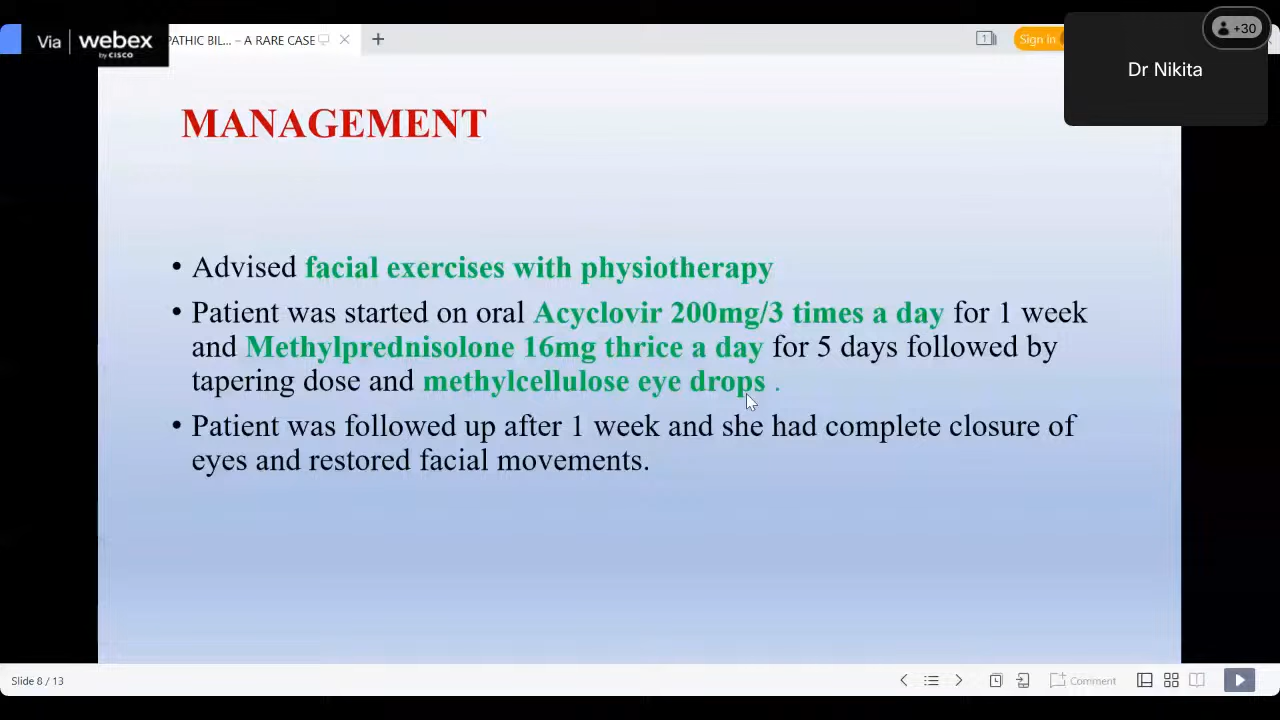 Via webex
by CISCO
PATHIC BIL... – A RARE CASE
1
Sign in
+30
Dr Nikita
MANAGEMENT
• Advised facial exercises with physiotherapy
• Patient was started on oral Acyclovir 200mg/3 times a day for 1 week
and Methylprednisolone 16mg thrice a day for 5 days followed by
tapering dose and methylcellulose eye drops .
• Patient was followed up after 1 week and she had complete closure of
eyes and restored facial movements.
Slide 8 / 13
Comment